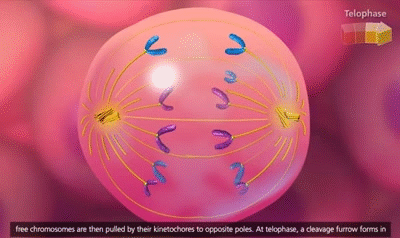 Telophase
free chromosomes are then pulled by their kinetochores to opposite poles. At telophase, a cleavage furrow forms in